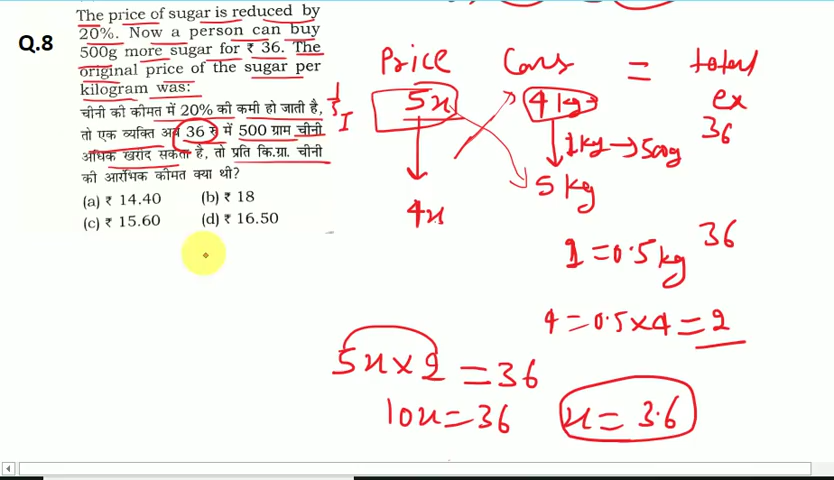 The price of sugar is reduced by
Q.8
20%. Now a person can buy
500g more sugar for ₹ 36. The
original price of the sugar per
kilogram was:
चीनी की कीमत में 20% की कमी हो जाती है,
तो एक व्यक्ति अब 36 रु में 500 ग्राम चीनी
अधिक खरीद सकता है, तो प्रति कि.ग्रा. चीनी
की आरंभिक कीमत क्या थी?
(a) ₹ 14.40 (b) ₹ 18
(c) ₹ 15.60 (d) ₹ 16.50
Price Cons = total
ex
5x 4 kg 36
1 kg → 500g
4x 5 kg
1 = 0.5 kg 36
4 = 0.5 × 4 = 2
5x × 2 = 36
10x = 36 x = 3.6